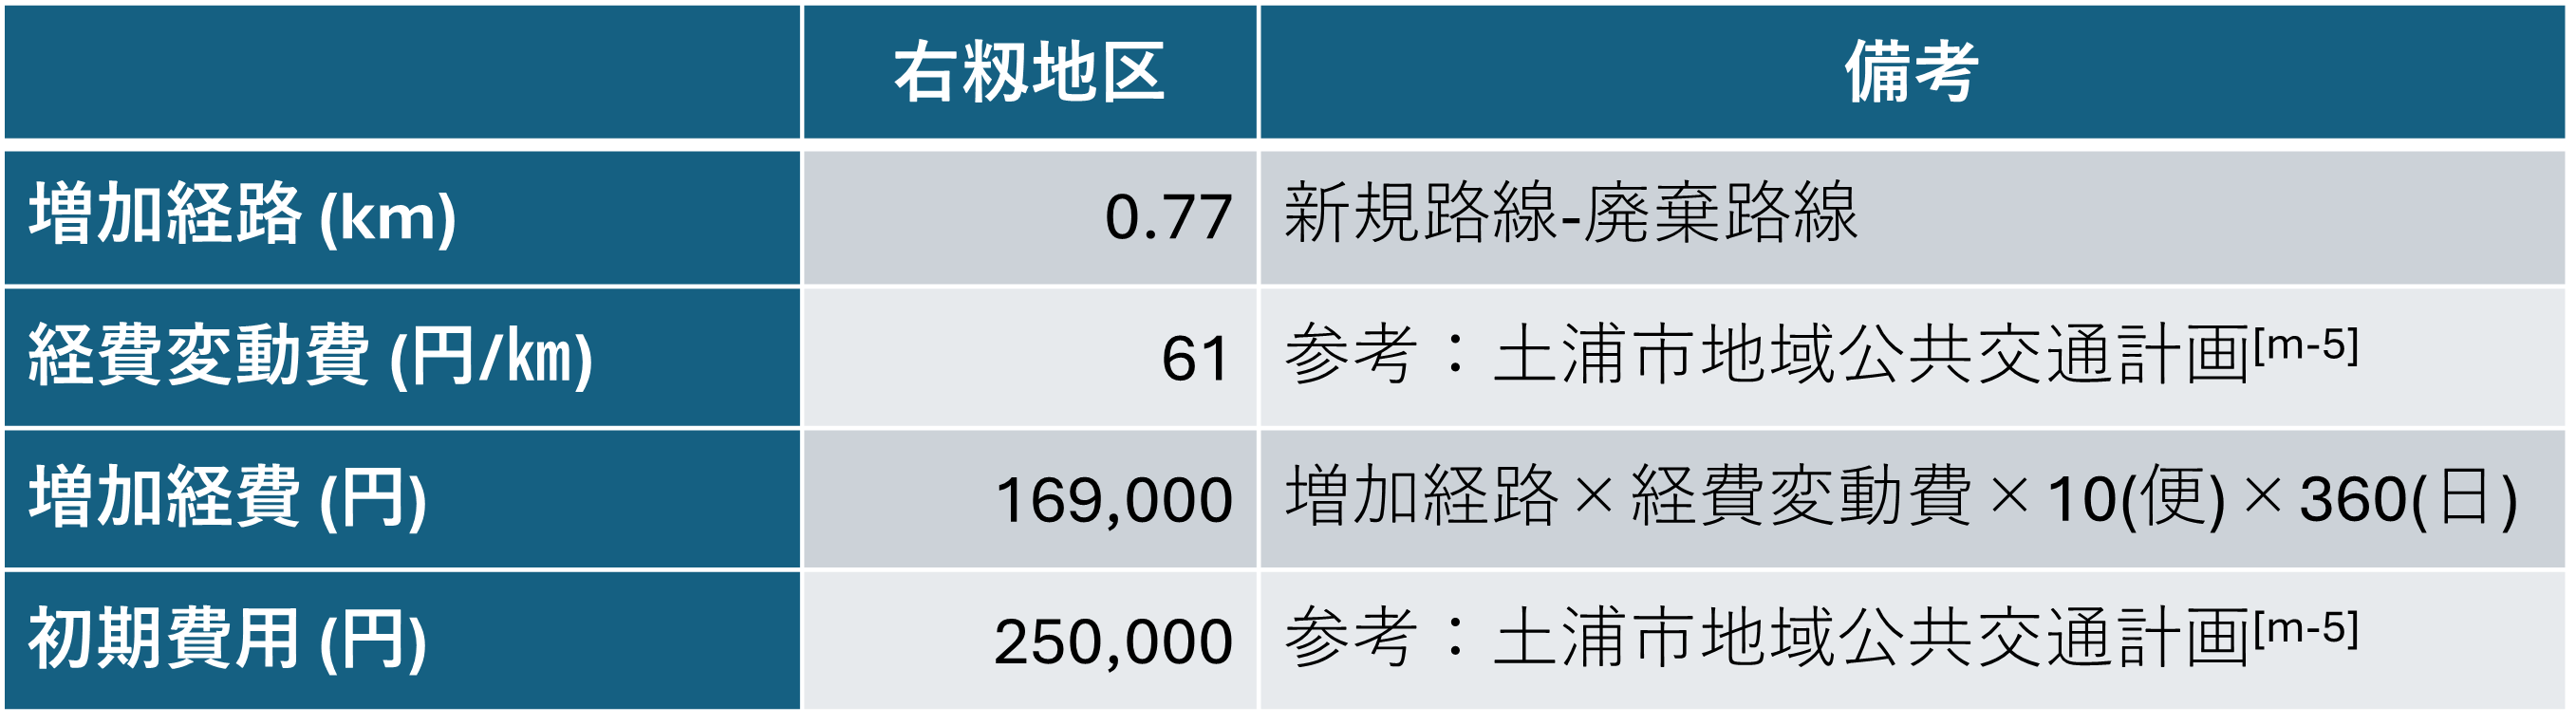 右籾地区 備考
増加経路 (km) 0.77 新規路線-廃棄路線
経費変動費 (円/㎞) 61 参考：土浦市地域公共交通計画[m-5]
増加経費 (円) 169,000 増加経路×経費変動費×10(便)×360(日)
初期費用 (円) 250,000 参考：土浦市地域公共交通計画[m-5]